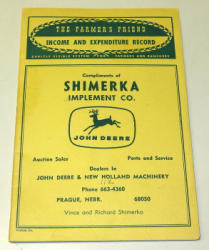 THE FARMER'S FRIEND
INCOME AND EXPENDITURE RECORD
Compliments of
SHIMERKA
IMPLEMENT CO.
JOHN DEERE
Auction Sales Parts and Service
Dealers in
JOHN DEERE & NEW HOLLAND MACHINERY
Phone 663-4360
PRAGUE, NEBR. 68050
Vince and Richard Shimerka